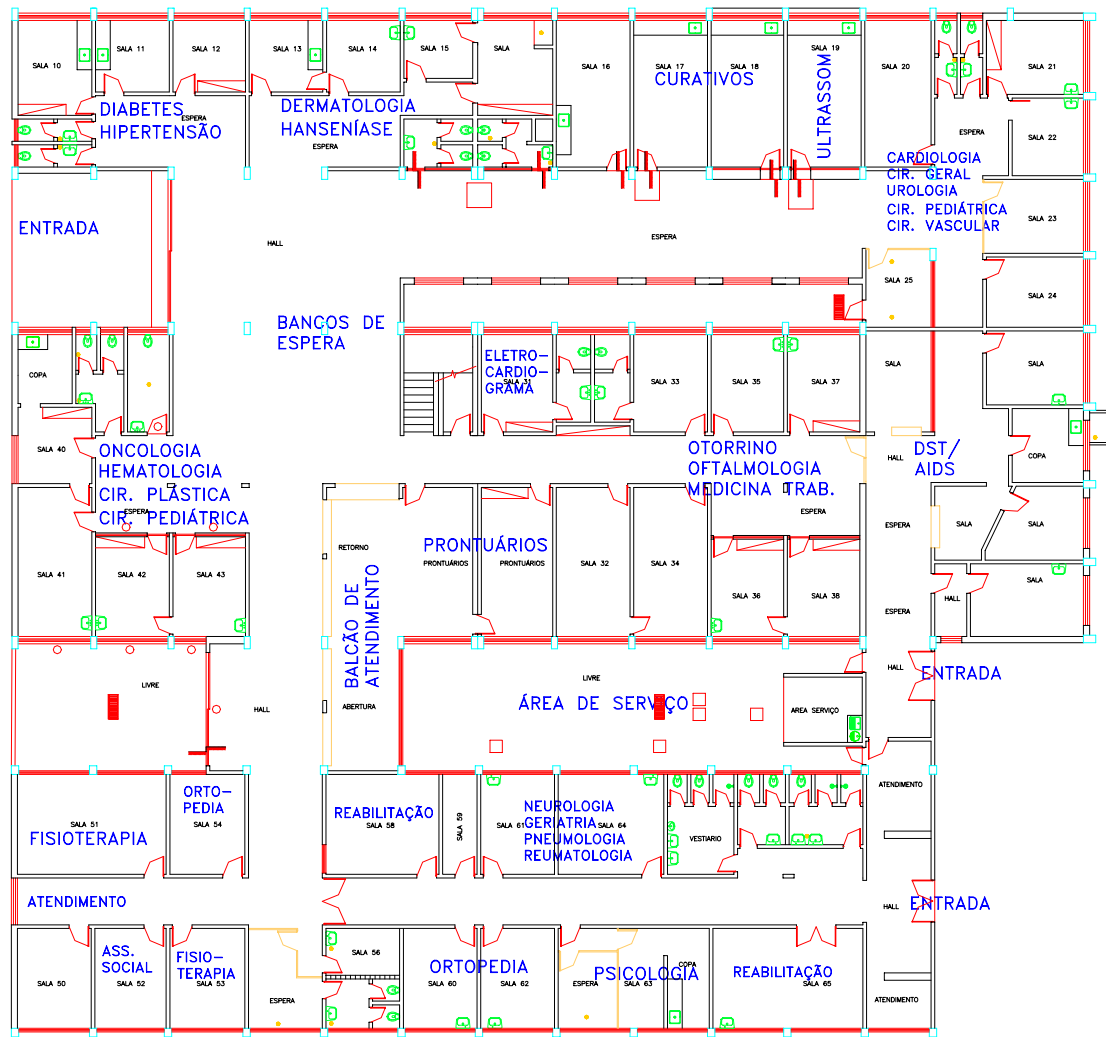 SALA 10
SALA 11
SALA 12
SALA 13
SALA 14
SALA 15
SALA
SALA 16
SALA 17
SALA 18
SALA 19
SALA 20
SALA 21
CURATIVOS
ULTRASSOM
DIABETES
HIPERTENSÃO
ESPERA
DERMATOLOGIA
HANSENÍASE
ESPERA
ESPERA
SALA 22
CARDIOLOGIA
CIR. GERAL
UROLOGIA
CIR. PEDIÁTRICA
CIR. VASCULAR
SALA 23
ENTRADA
HALL
ESPERA
SALA 25
SALA 24
BANCOS DE
ESPERA
COPA
ELETRO-
CARDIO-
GRAMA
SALA 31
SALA 33
SALA 35
SALA 37
SALA
SALA
SALA 40
ONCOLOGIA
HEMATOLOGIA
CIR. PLÁSTICA
CIR. PEDIÁTRICA
ESPERA
OTORRINO
OFTALMOLOGIA
MEDICINA TRAB.
HALL
DST/
AIDS
COPA
ESPERA
ESPERA
SALA
SALA
RETORNO
PRONTUÁRIOS
PRONTUÁRIOS
PRONTUÁRIOS
SALA 32
SALA 34
SALA 41
SALA 42
SALA 43
SALA 36
SALA 38
SALA
HALL
ESPERA
BALCÃO DE
ATENDIMENTO
LIVRE
HALL
ABERTURA
LIVRE
ÁREA DE SERVIÇO
AREA SERVIÇO
HALL
ENTRADA
ORTO-
PEDIA
SALA 51
FISIOTERAPIA
SALA 54
REABILITAÇÃO
SALA 58
SALA 59
NEUROLOGIA
GERIATRIA
PNEUMOLOGIA
REUMATOLOGIA
SALA 61
SALA 64
VESTIARIO
ATENDIMENTO
ATENDIMENTO
HALL
ENTRADA
ASS.
SOCIAL
FISIO-
TERAPIA
SALA 50
SALA 52
SALA 53
ESPERA
SALA 56
ORTOPEDIA
SALA 60
SALA 62
ESPERA
PSICOLOGIA
SALA 63
COPA
REABILITAÇÃO
SALA 65
ATENDIMENTO